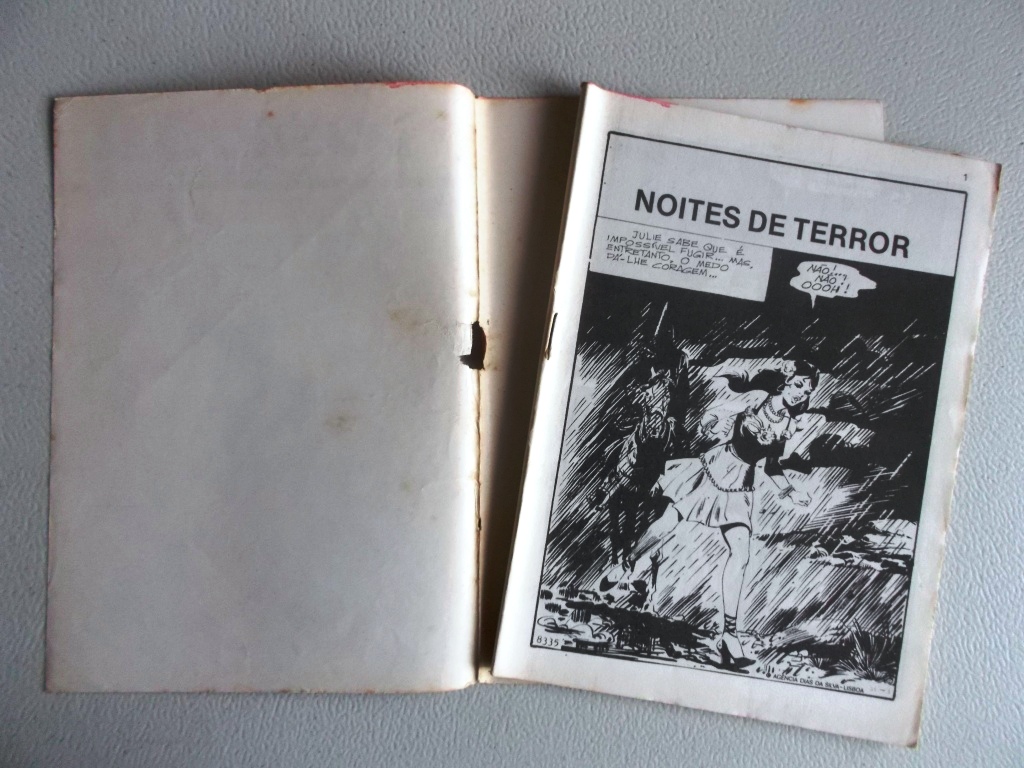 1
NOITES DE TERROR
JULIE SABE QUE É
IMPOSSÍVEL FUGIR... MAS,
ENTRETANTO, O MEDO
DÁ-LHE CORAGEM...
NÃO!...
NÃO!
OOOH!
8335
AGÊNCIA DIAS DA SILVA-LISBOA